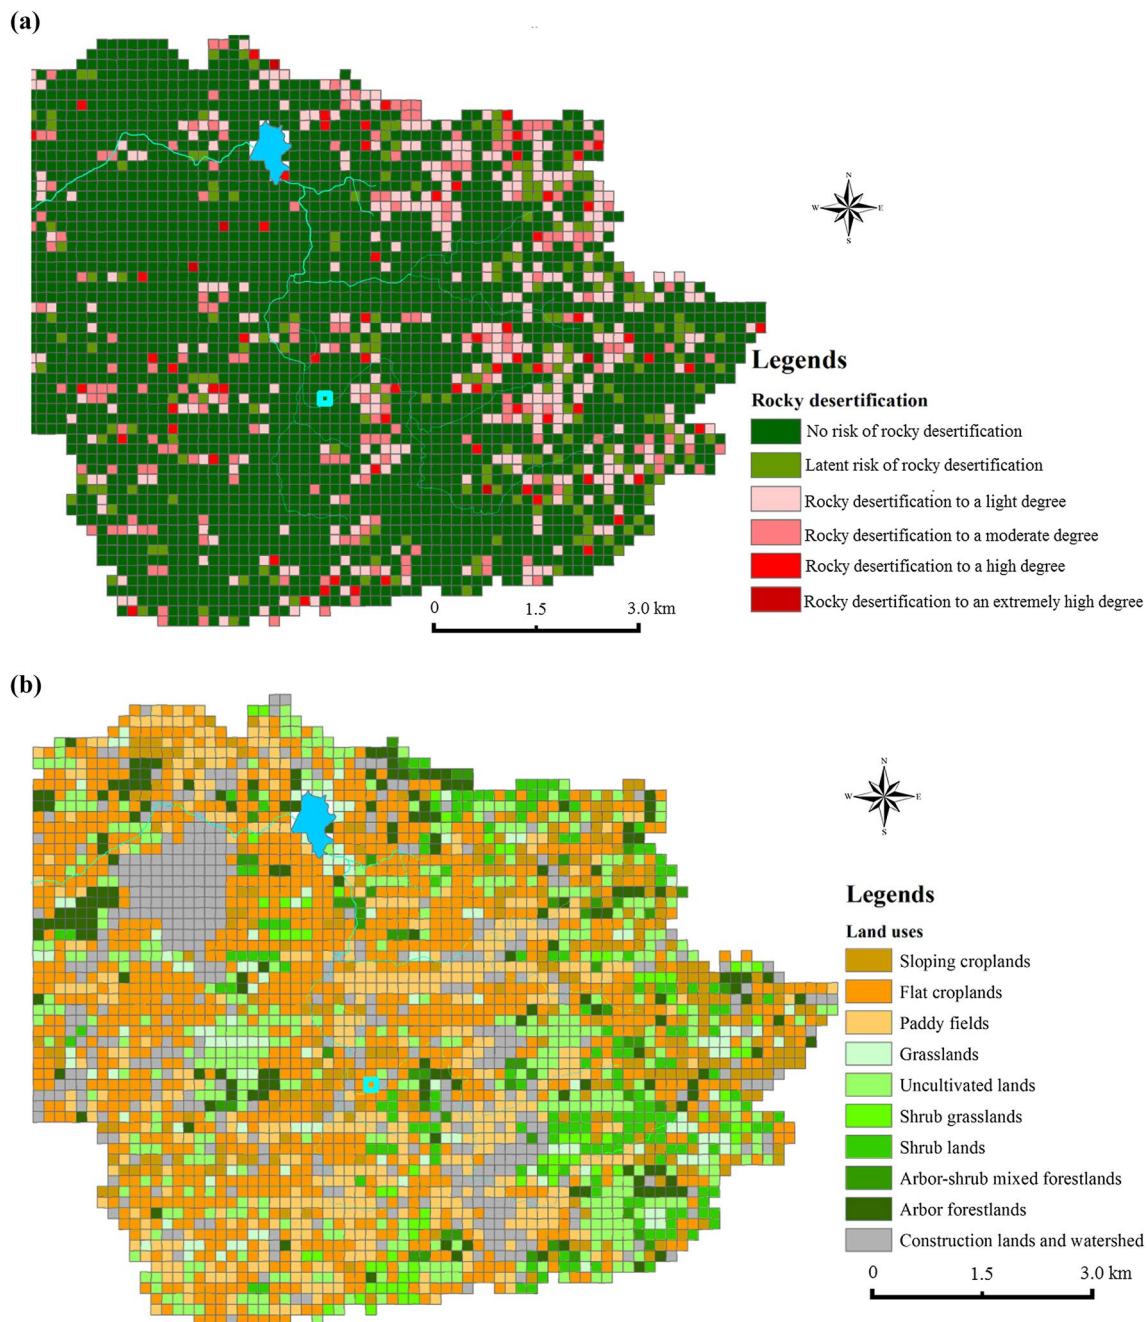 (a)
N
W
E
S
Legends
Rocky desertification
No risk of rocky desertification
Latent risk of rocky desertification
Rocky desertification to a light degree
Rocky desertification to a moderate degree
Rocky desertification to a high degree
Rocky desertification to an extremely high degree
0 1.5 3.0 km
(b)
N
W
E
S
Legends
Land uses
Sloping croplands
Flat croplands
Paddy fields
Grasslands
Uncultivated lands
Shrub grasslands
Shrub lands
Arbor-shrub mixed forestlands
Arbor forestlands
Construction lands and watershed
0 1.5 3.0 km